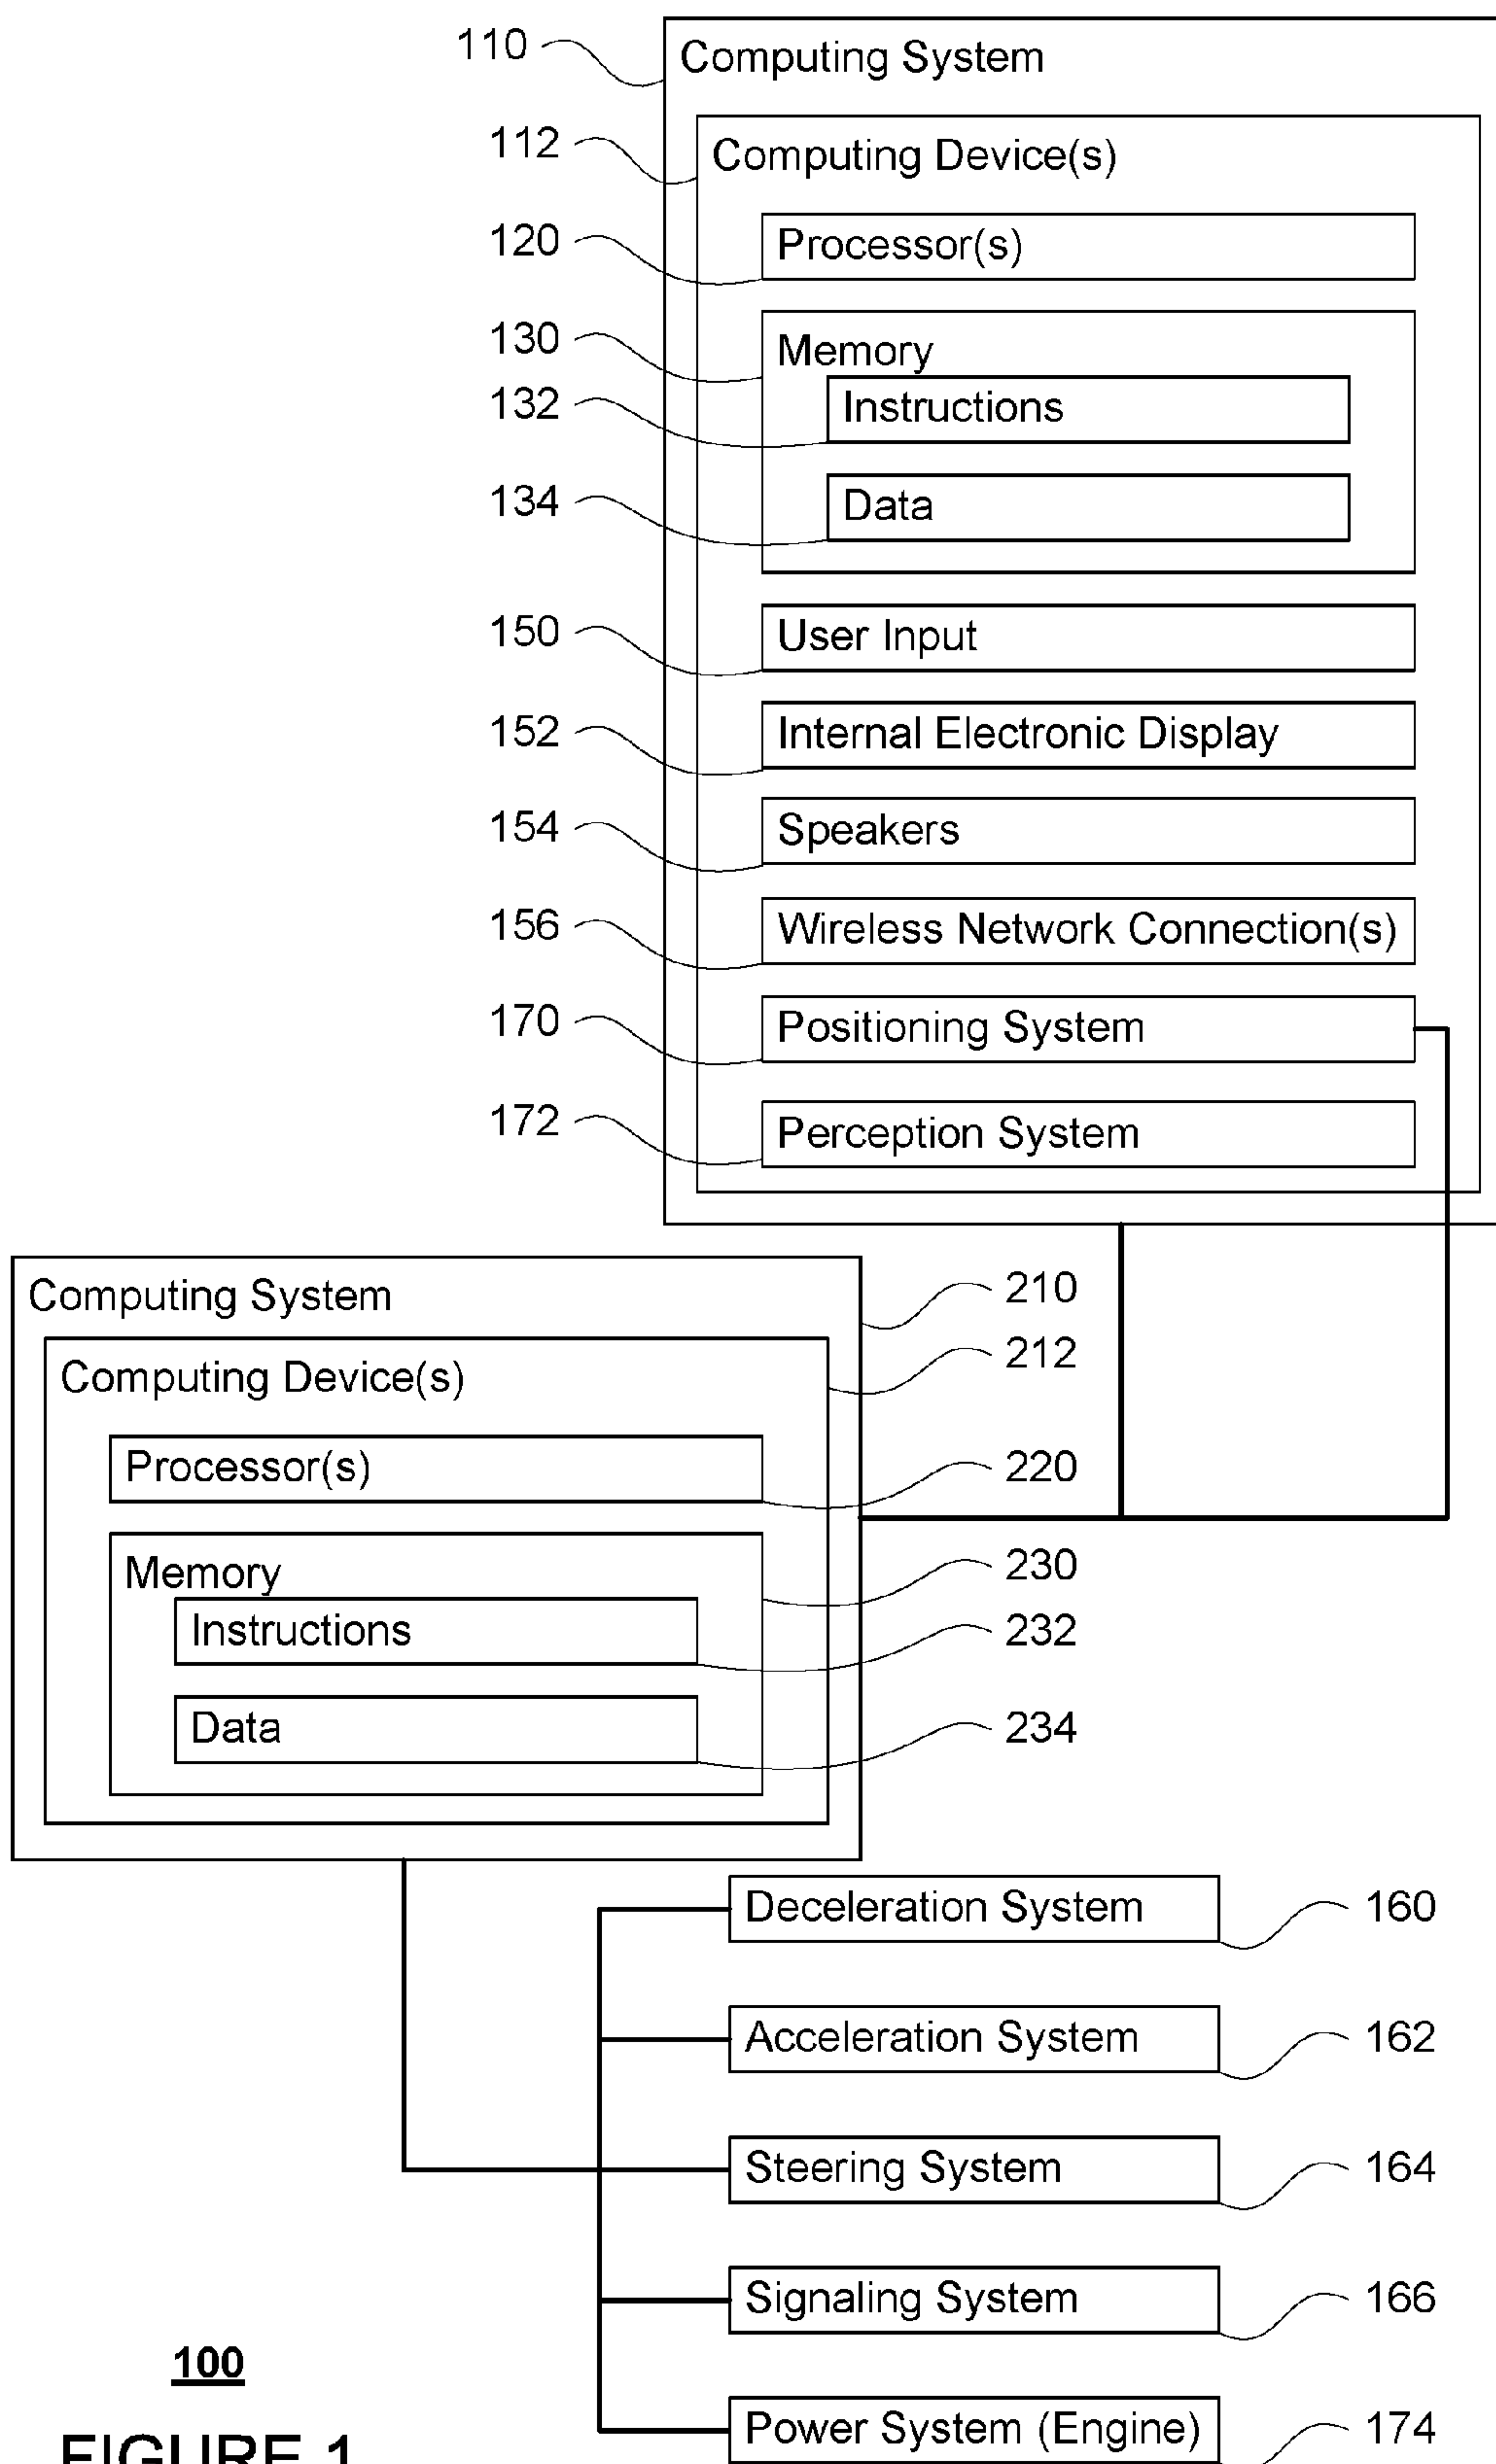 110 Computing System
112 Computing Device(s)
120 Processor(s)
130 Memory
132 Instructions
134 Data
150 User Input
152 Internal Electronic Display
154 Speakers
156 Wireless Network Connection(s)
170 Positioning System
172 Perception System
Computing System 210
Computing Device(s) 212
Processor(s) 220
Memory 230
Instructions 232
Data 234
Deceleration System 160
Acceleration System 162
Steering System 164
Signaling System 166
100
Power System (Engine) 174
FIGURE 1